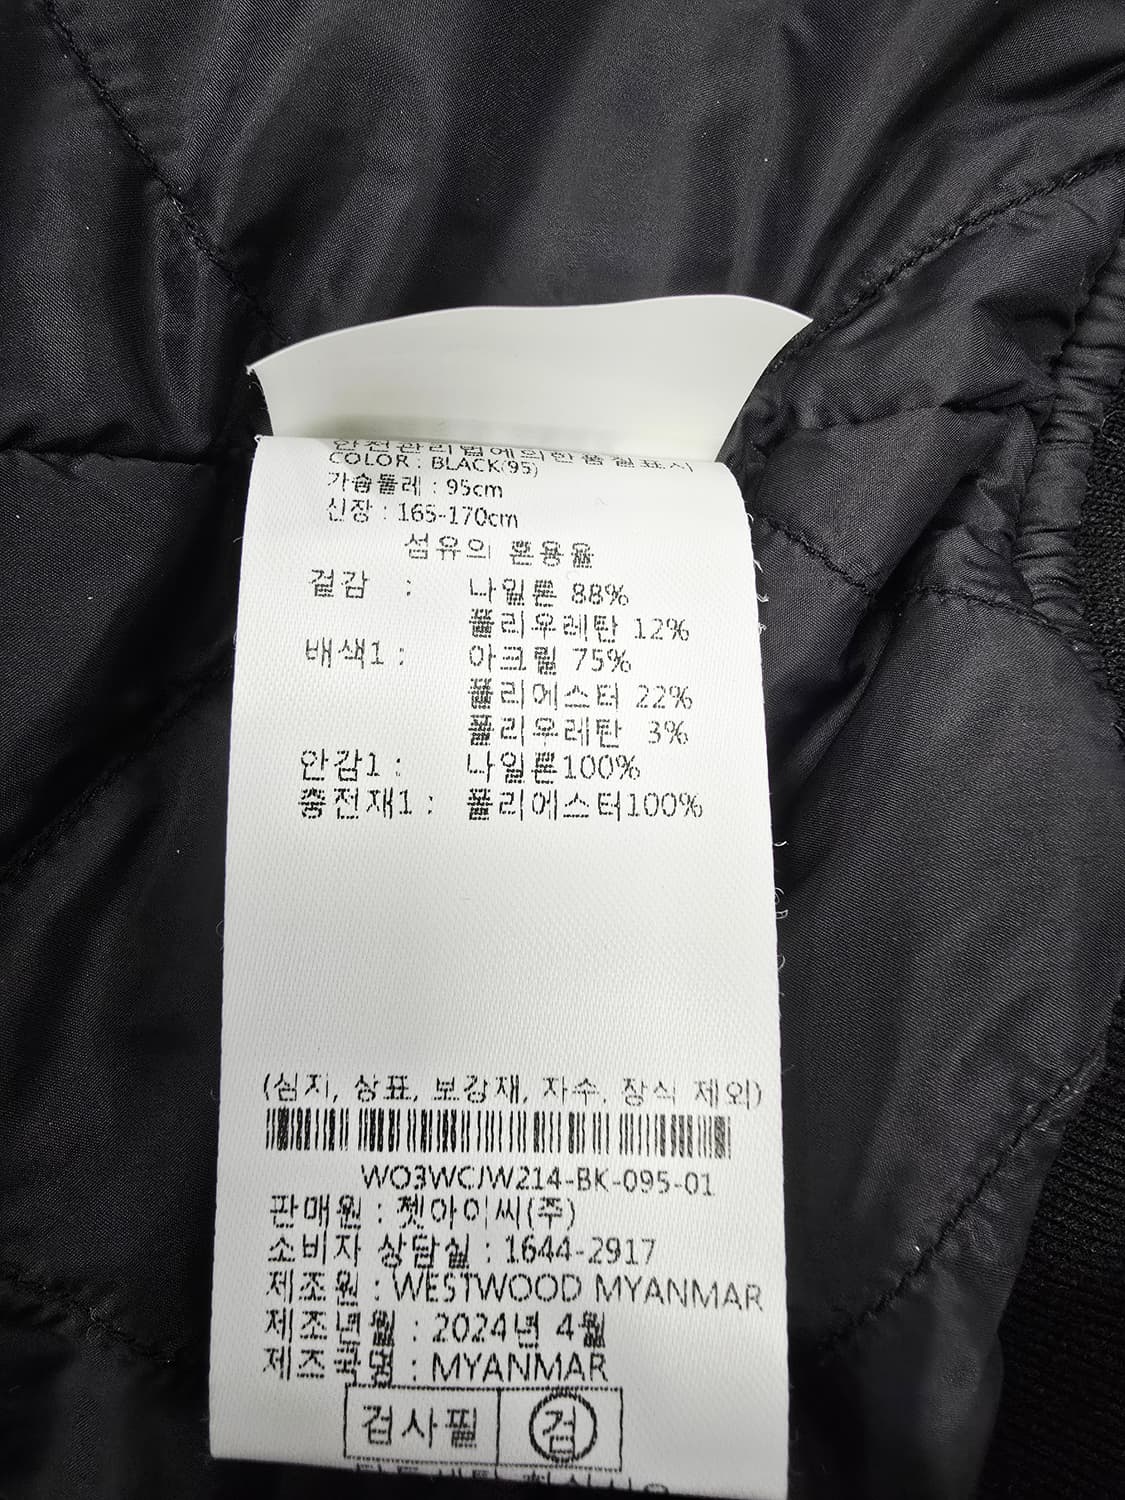 안전관리법에의한품질표시
COLOR : BLACK(95)
가슴둘레 : 95cm
신장 : 165-170cm
섬유의 혼용율
겉감 : 나일론 88%
폴리우레탄 12%
배색1 : 아크릴 75%
폴리에스터 22%
폴리우레탄 3%
안감1 : 나일론100%
충전재1 : 폴리에스터100%
(심지, 상표, 보강재, 자수, 장식 제외)
WO3WCJW214-BK-095-01
판매원 : 젯아이씨(주)
소비자 상담실 : 1644-2917
제조원 : WESTWOOD MYANMAR
제조년월 : 2024년 4월
제조국명 : MYANMAR
검사필 검